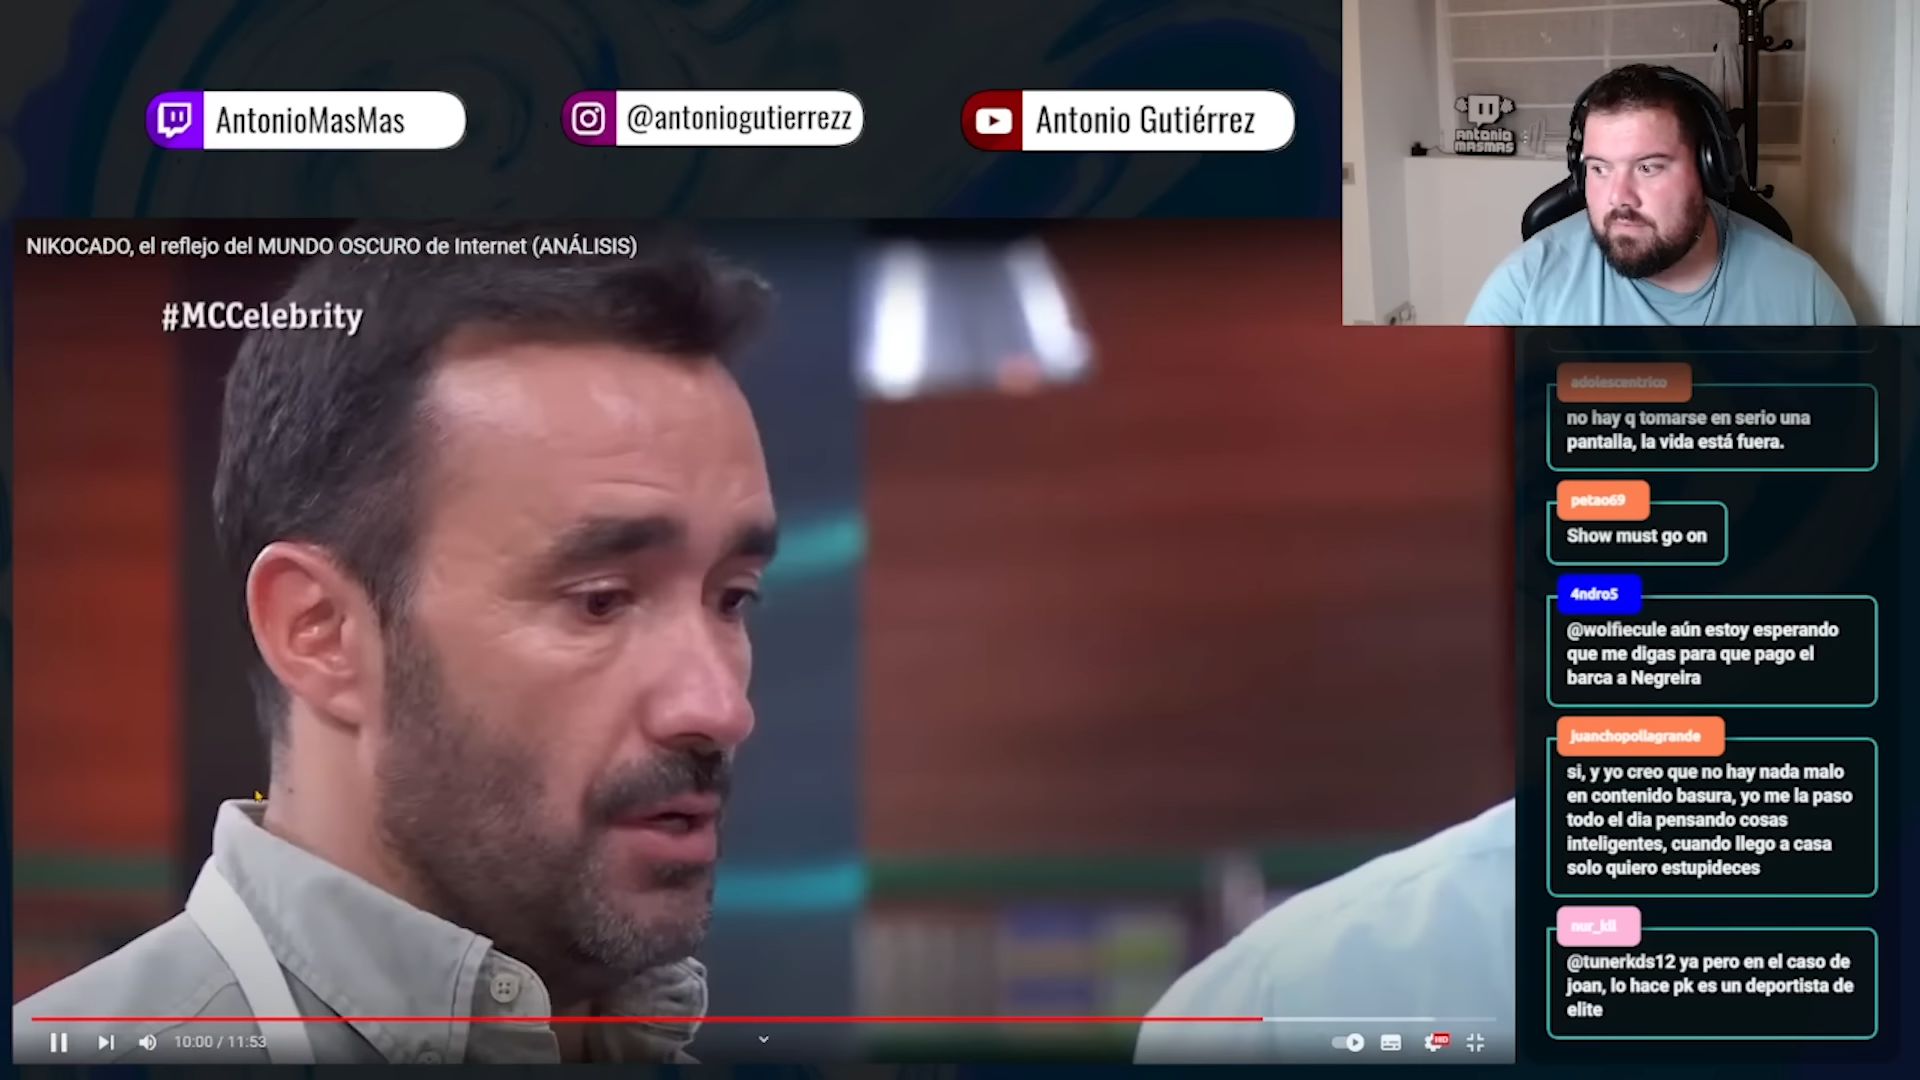 AntonioMasMas
@antoniogutierrezz
Antonio Gutiérrez
ANTONIO
MASMAS
NIKOCADO, el reflejo del MUNDO OSCURO de Internet (ANÁLISIS)
#MCCelebrity
adolescentrico
no hay q tomarse en serio una
pantalla, la vida está fuera.
petao69
Show must go on
4ndro5
@wolfiecule aún estoy esperando
que me digas para que pago el
barca a Negreira
juanchopollagrande
si, y yo creo que no hay nada malo
en contenido basura, yo me la paso
todo el dia pensando cosas
inteligentes, cuando llego a casa
solo quiero estupideces
@tunerkds12 ya pero en el caso de
joan, lo hace pk es un deportista de
elite
10:00 / 11:53
HD